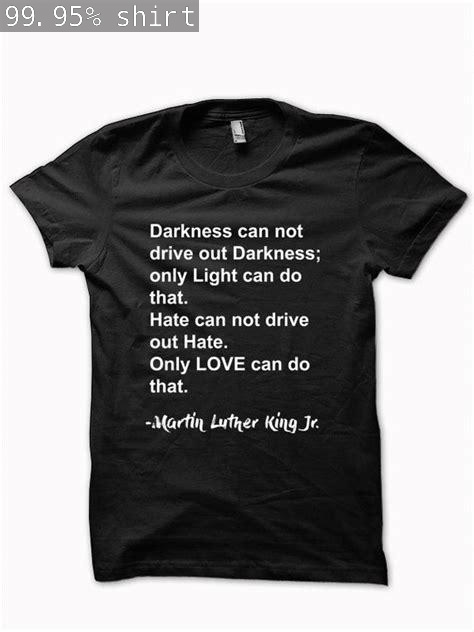 99.95% shirt
Darkness can not
drive out Darkness;
only Light can do
that.
Hate can not drive
out Hate.
Only LOVE can do
that.
-Martin Luther King Jr.